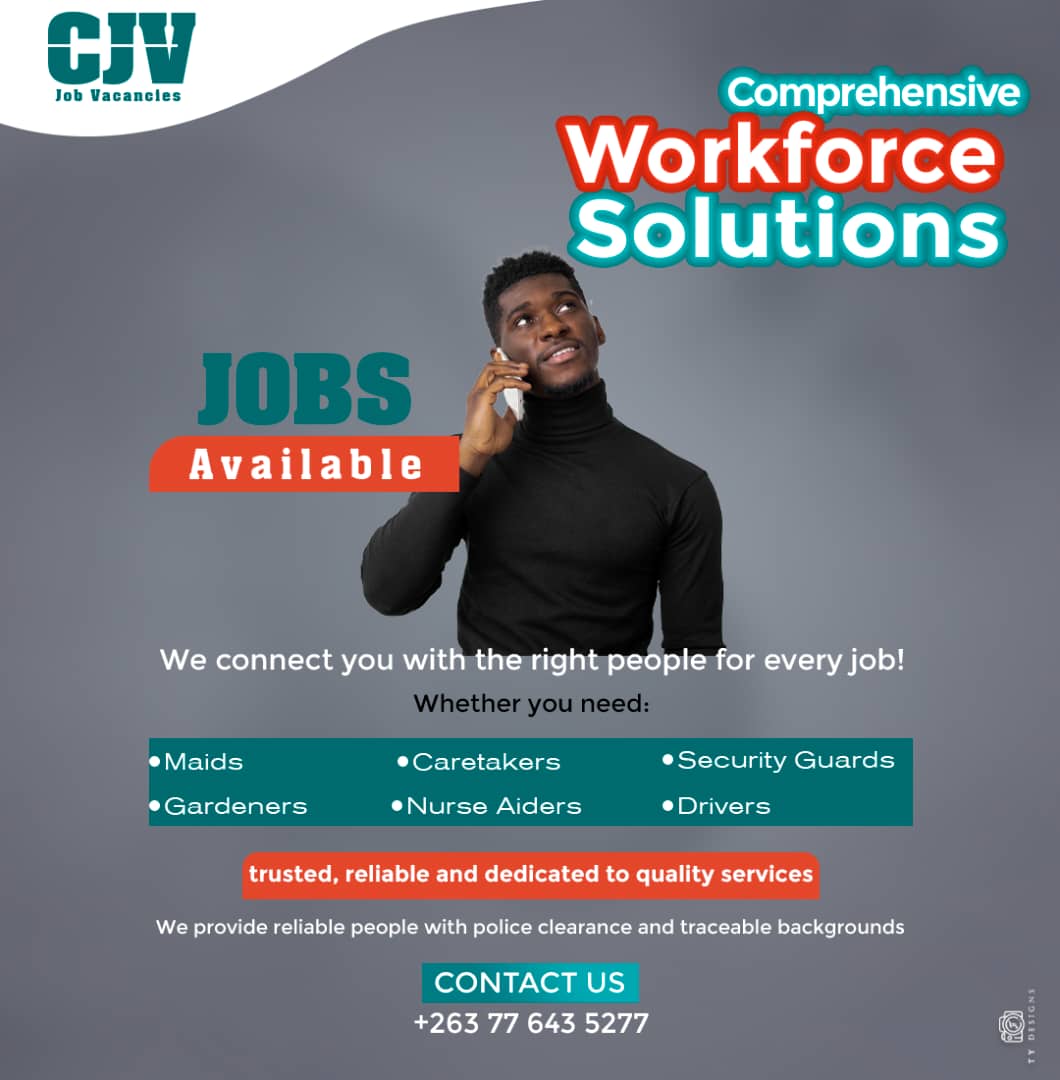 CJV
Job Vacancies
Comprehensive
Workforce
Solutions
JOBS
Available
We connect you with the right people for every job!
Whether you need:
•Maids
•Caretakers
•Security Guards
•Gardeners
•Nurse Aiders
•Drivers
trusted, reliable and dedicated to quality services
We provide reliable people with police clearance and traceable backgrounds
CONTACT US
+263 77 643 5277
TY DESIGNS